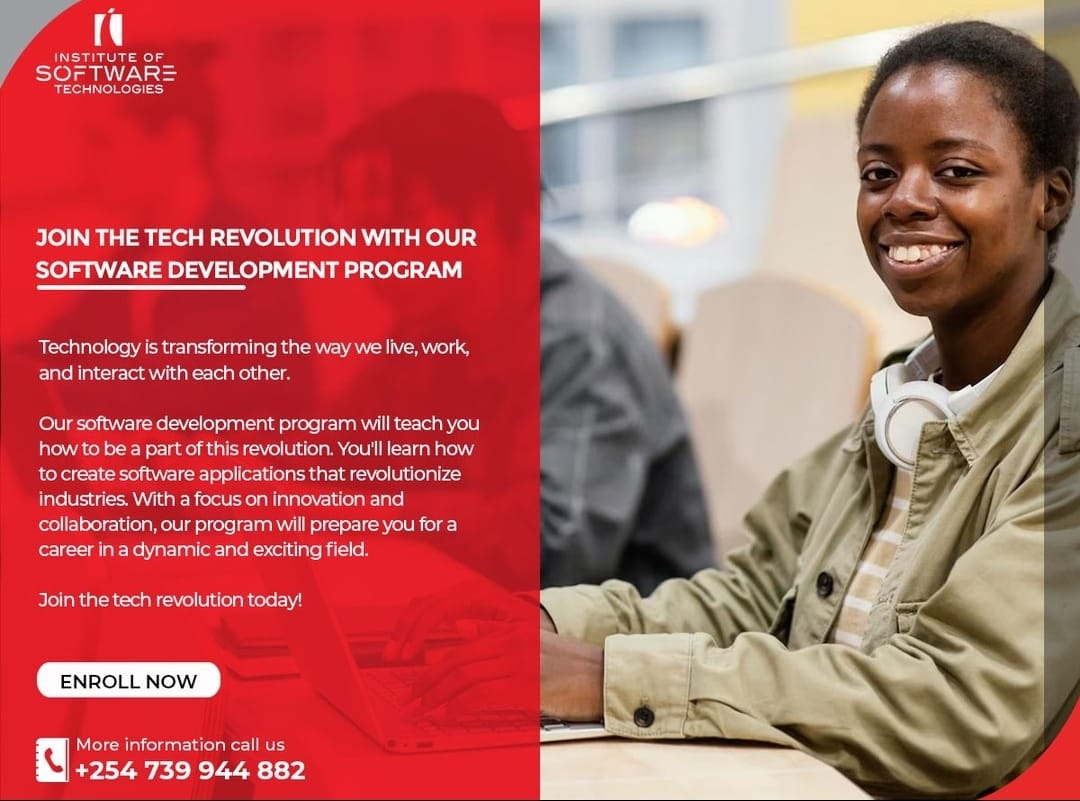 INSTITUTE OF
SOFTWARE
TECHNOLOGIES
JOIN THE TECH REVOLUTION WITH OUR
SOFTWARE DEVELOPMENT PROGRAM
Technology is transforming the way we live, work,
and interact with each other.
Our software development program will teach you
how to be a part of this revolution. You'll learn how
to create software applications that revolutionize
industries. With a focus on innovation and
collaboration, our program will prepare you for a
career in a dynamic and exciting field.
Join the tech revolution today!
ENROLL NOW
More information call us
+254 739 944 882